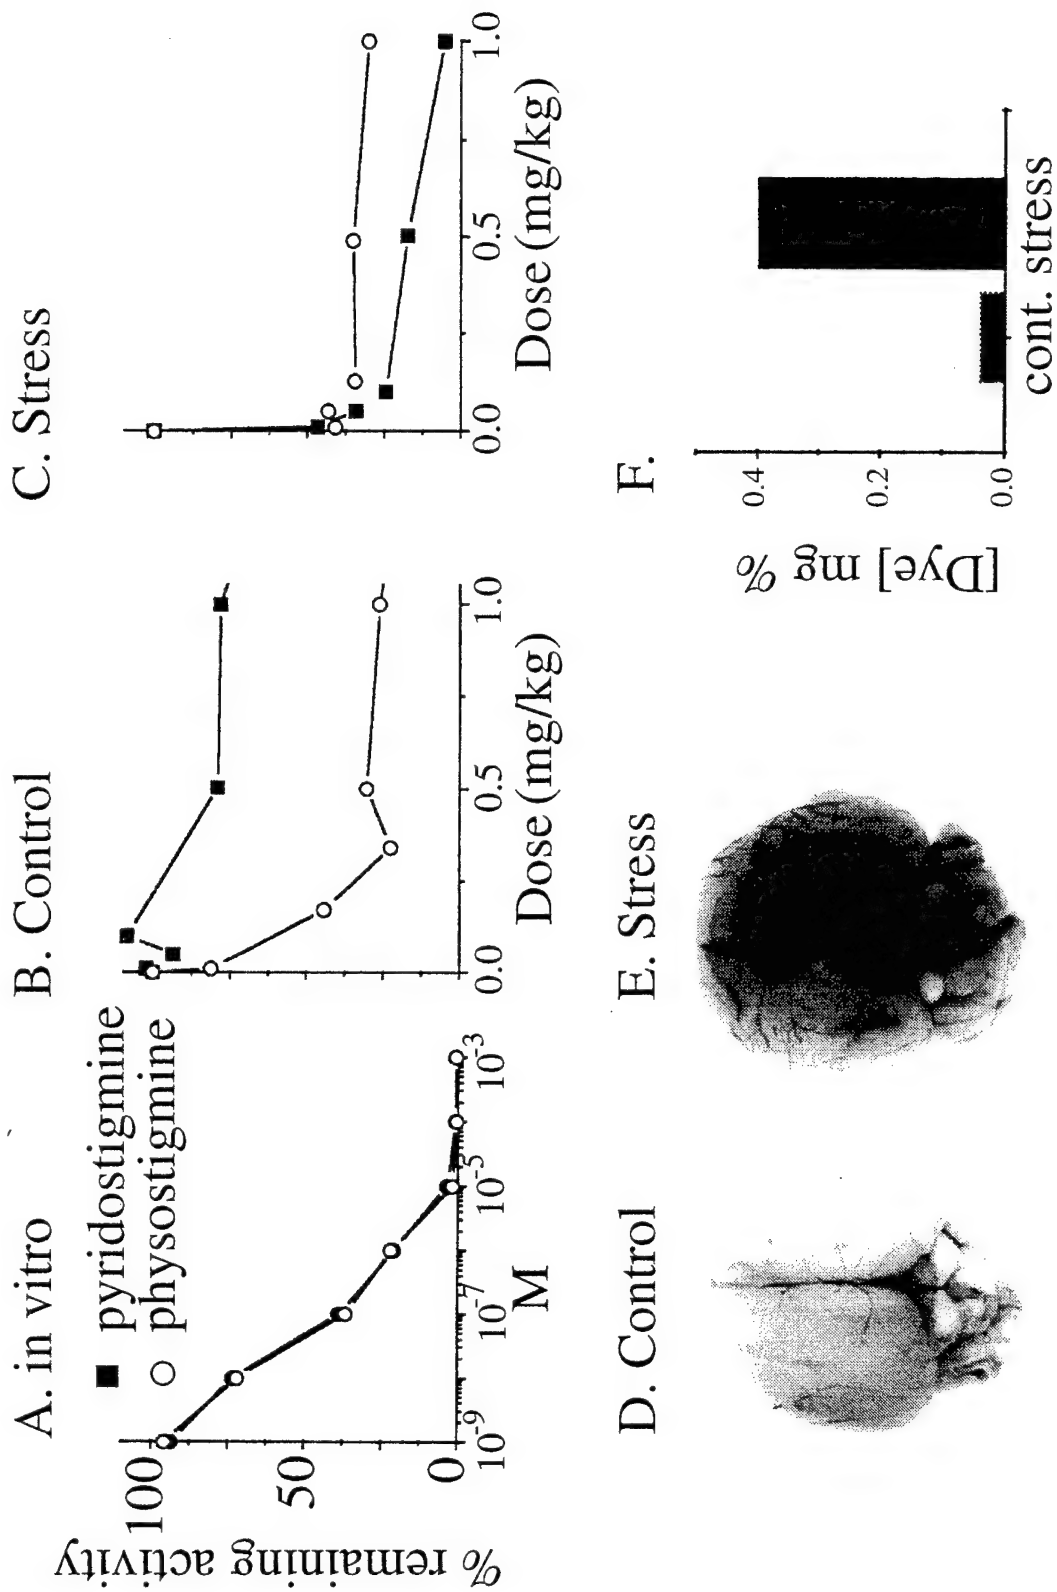 A. in vitro
pyridostigmine
physostigmine
% remaining activity
100
50
0
10-9
10-7
10-5
10-3
M
B. Control
0.0
0.5
1.0
Dose (mg/kg)
C. Stress
0.0
0.5
1.0
Dose (mg/kg)
D. Control
E. Stress
F.
[Dye] mg %
0.4
0.2
0.0
cont. stress